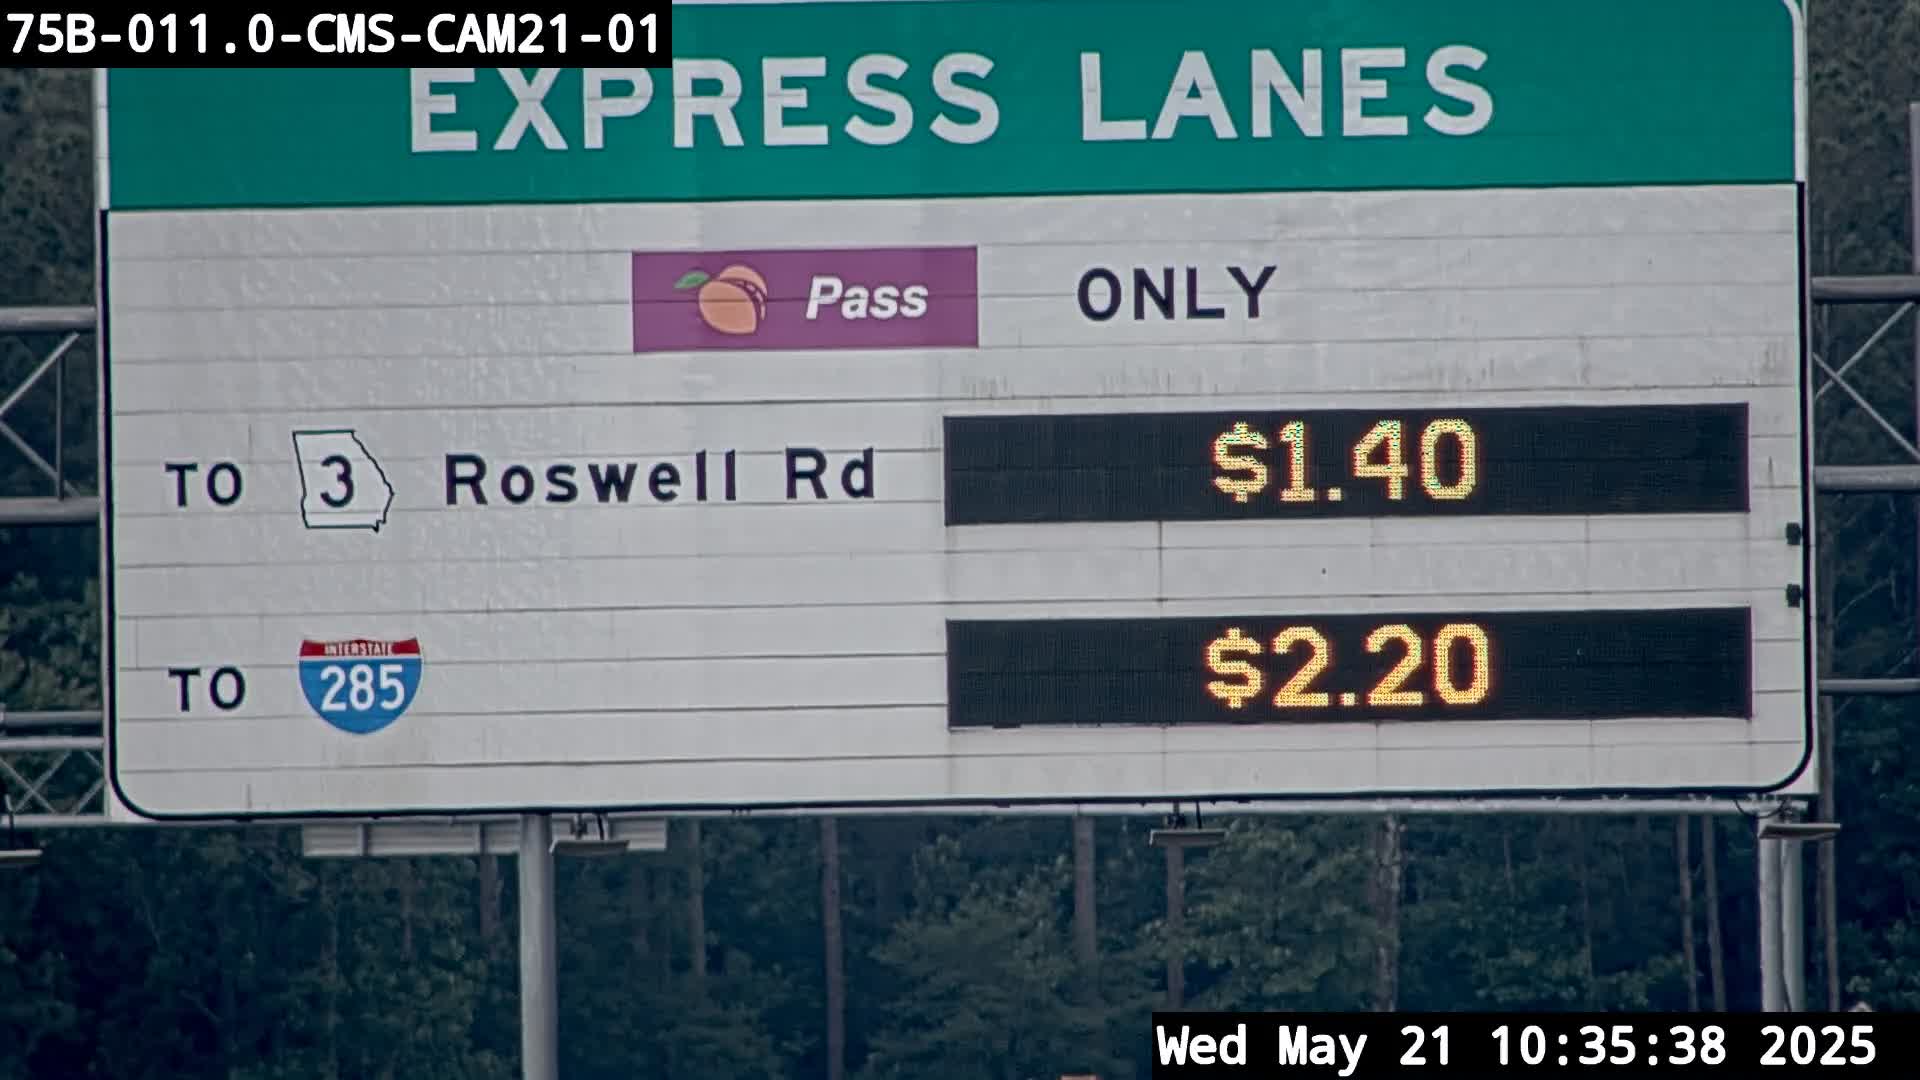 75B-011.0-CMS-CAM21-01
EXPRESS LANES
Pass ONLY
TO 3 Roswell Rd $1.40
INTERSTATE
TO 285 $2.20
Wed May 21 10:35:38 2025